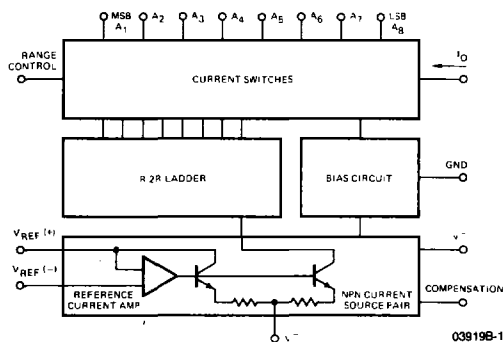 MSB A1 A2 A3 A4 A5 A6 A7 LSB A8
RANGE CONTROL
CURRENT SWITCHES
IO
R 2R LADDER
BIAS CIRCUIT
GND
VREF (+)
VREF (−)
REFERENCE CURRENT AMP
NPN CURRENT SOURCE PAIR
V−
COMPENSATION
V−
03919B-1